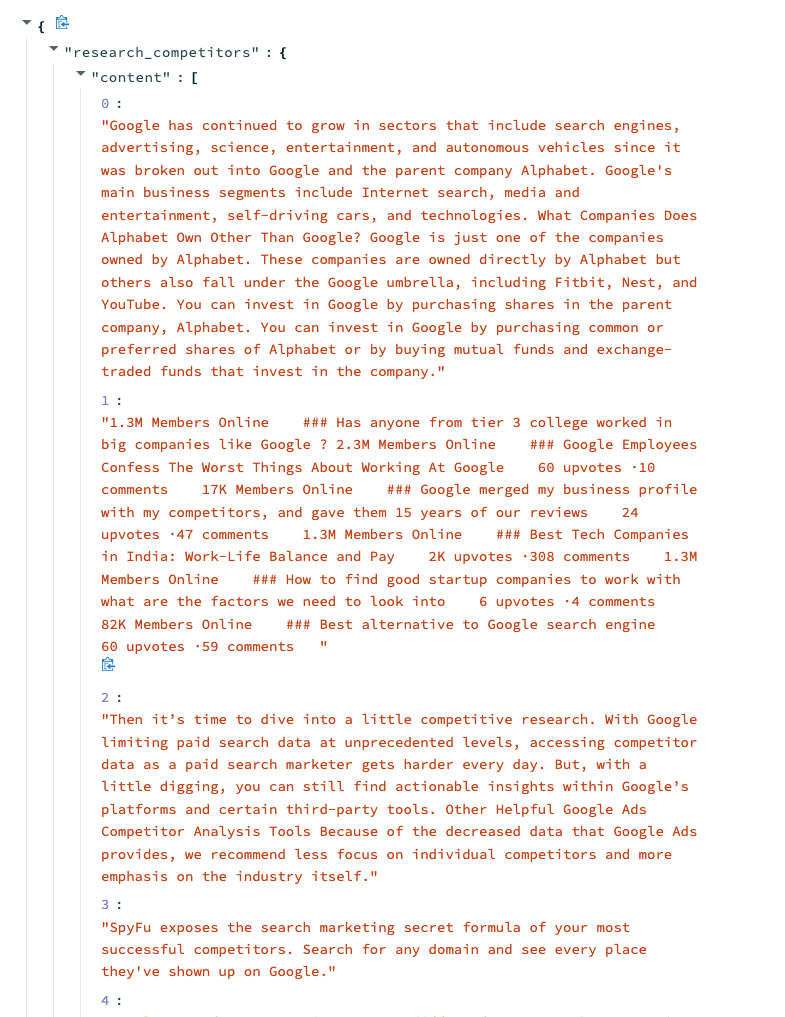 {
"research_competitors" : {
"content" : [
0 :
"Google has continued to grow in sectors that include search engines,
advertising, science, entertainment, and autonomous vehicles since it
was broken out into Google and the parent company Alphabet. Google's
main business segments include Internet search, media and
entertainment, self-driving cars, and technologies. What Companies Does
Alphabet Own Other Than Google? Google is just one of the companies
owned by Alphabet. These companies are owned directly by Alphabet but
others also fall under the Google umbrella, including Fitbit, Nest, and
YouTube. You can invest in Google by purchasing shares in the parent
company, Alphabet. You can invest in Google by purchasing common or
preferred shares of Alphabet or by buying mutual funds and exchange-
traded funds that invest in the company."
1 :
"1.3M Members Online    ### Has anyone from tier 3 college worked in
big companies like Google ? 2.3M Members Online    ### Google Employees
Confess The Worst Things About Working At Google    60 upvotes ·10
comments    17K Members Online    ### Google merged my business profile
with my competitors, and gave them 15 years of our reviews    24
upvotes ·47 comments    1.3M Members Online    ### Best Tech Companies
in India: Work-Life Balance and Pay    2K upvotes ·308 comments    1.3M
Members Online    ### How to find good startup companies to work with
what are the factors we need to look into    6 upvotes ·4 comments
82K Members Online    ### Best alternative to Google search engine
60 upvotes ·59 comments   "
2 :
"Then it’s time to dive into a little competitive research. With Google
limiting paid search data at unprecedented levels, accessing competitor
data as a paid search marketer gets harder every day. But, with a
little digging, you can still find actionable insights within Google’s
platforms and certain third-party tools. Other Helpful Google Ads
Competitor Analysis Tools Because of the decreased data that Google Ads
provides, we recommend less focus on individual competitors and more
emphasis on the industry itself."
3 :
"SpyFu exposes the search marketing secret formula of your most
successful competitors. Search for any domain and see every place
they've shown up on Google."
4 :